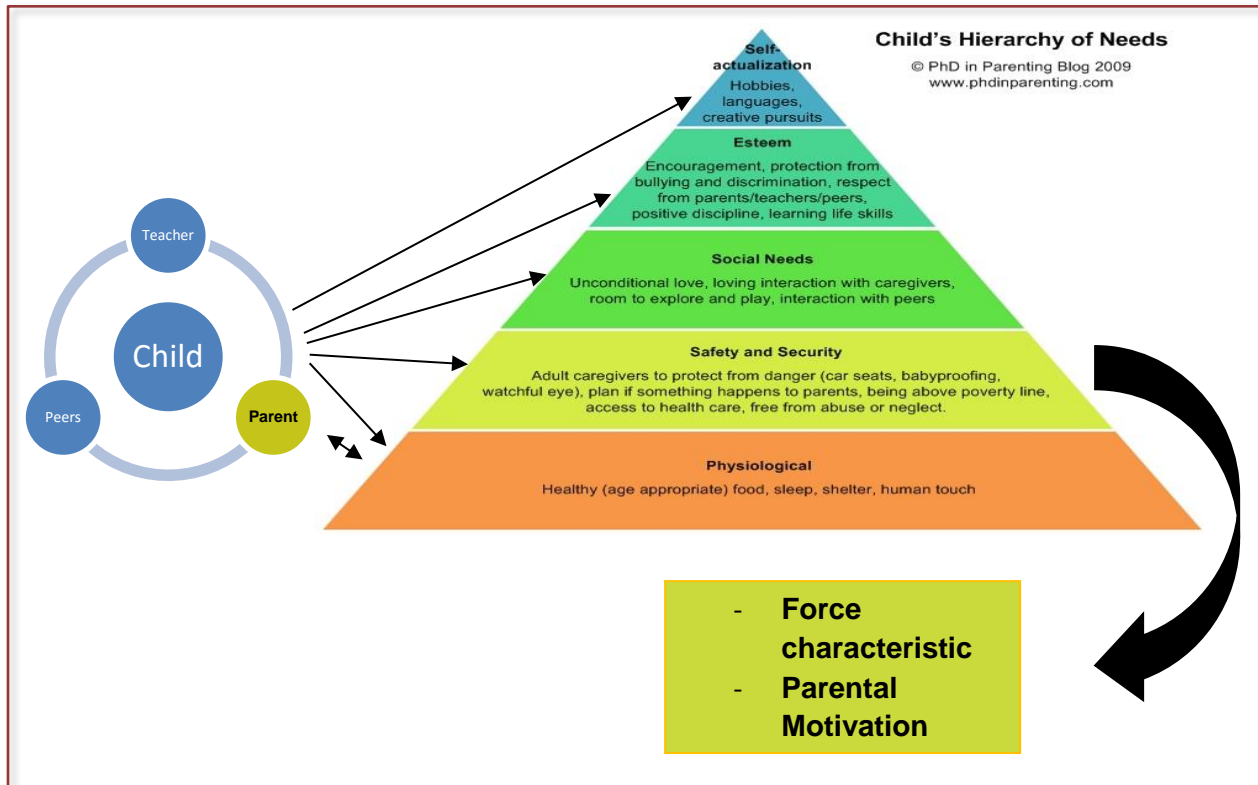 Child's Hierarchy of Needs
© PhD in Parenting Blog 2009
www.phdinparenting.com
Self-
actualization
Hobbies,
languages,
creative pursuits
Esteem
Encouragement, protection from
bullying and discrimination, respect
from parents/teachers/peers,
positive discipline, learning life skills
Social Needs
Unconditional love, loving interaction with caregivers,
room to explore and play, interaction with peers
Safety and Security
Adult caregivers to protect from danger (car seats, babyproofing,
watchful eye), plan if something happens to parents, being above poverty line,
access to health care, free from abuse or neglect.
Physiological
Healthy (age appropriate) food, sleep, shelter, human touch
Teacher
Child
Peers
Parent
- Force
characteristic
- Parental
Motivation